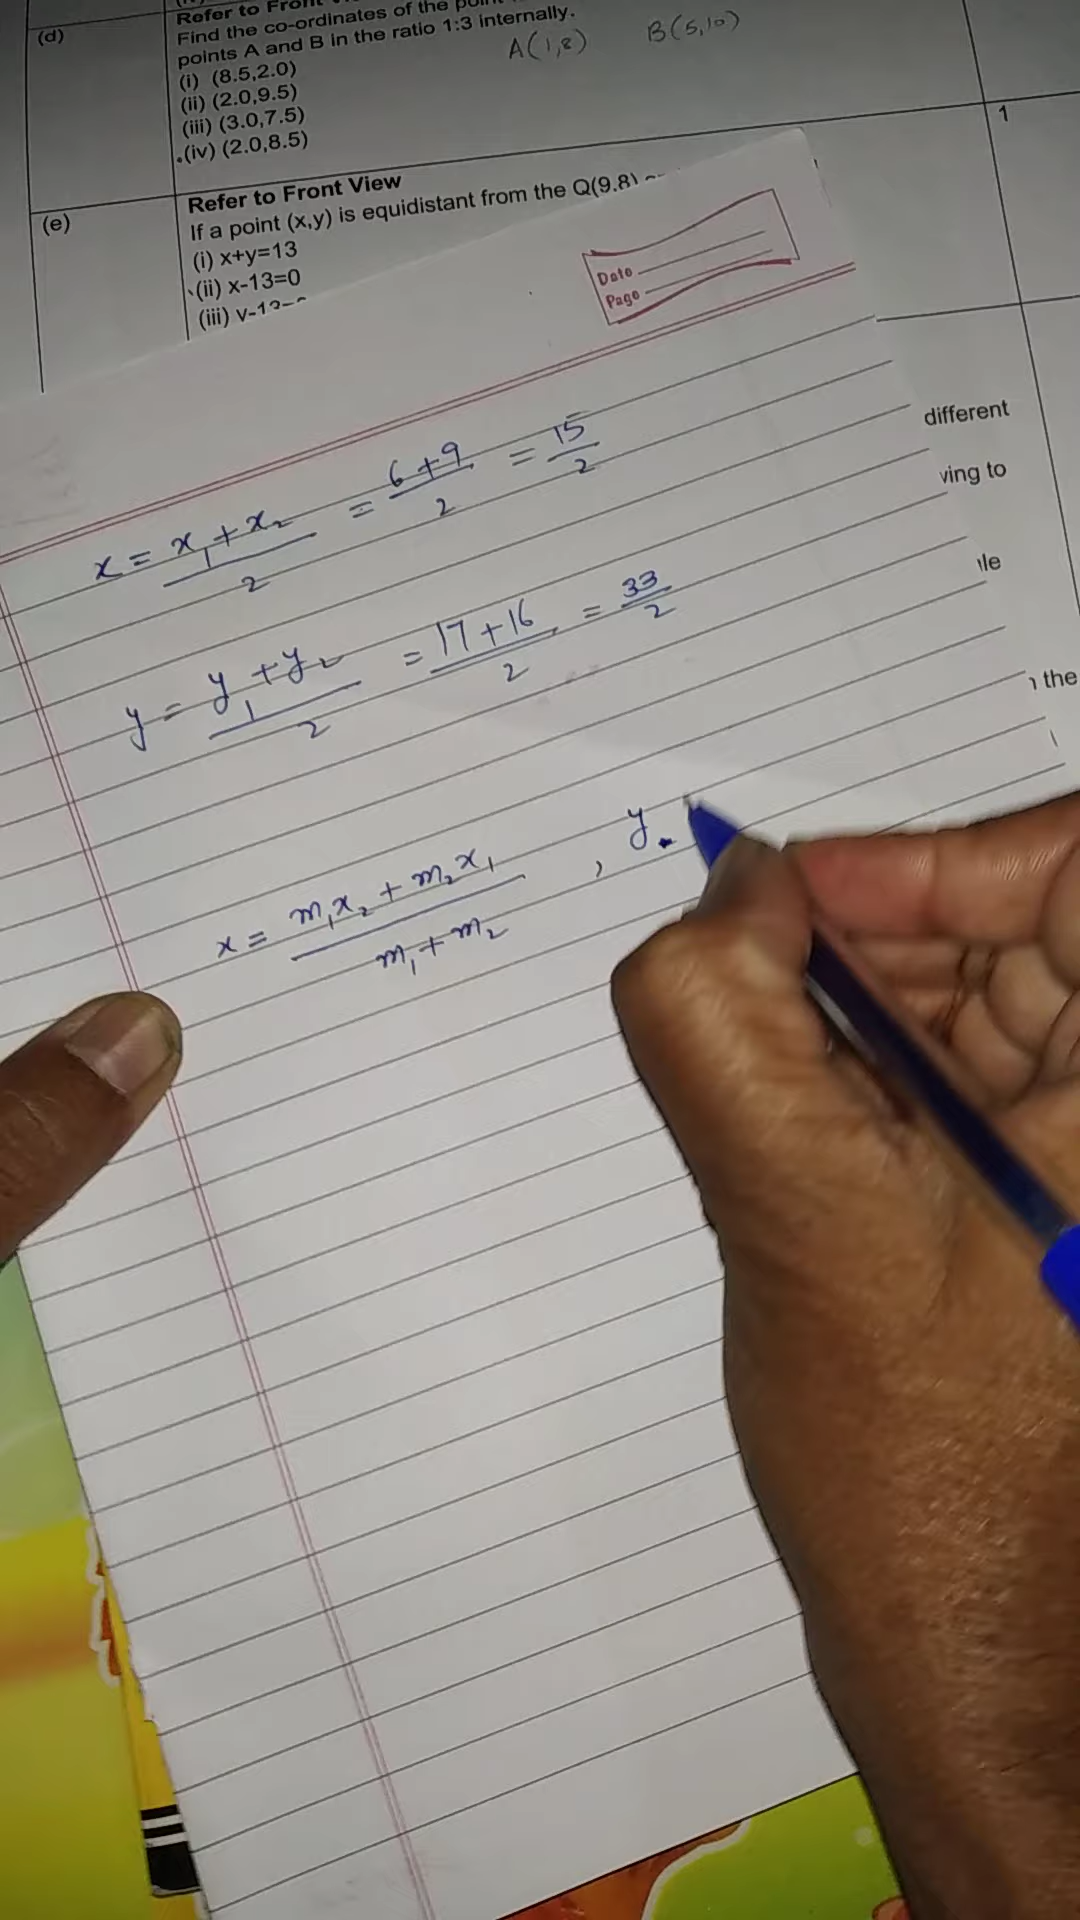 Refer to Front
(d) Find the co-ordinates of the
points A and B in the ratio 1:3 internally.
A(1,8) B(5,10)
(i) (8.5,2.0)
(ii) (2.0,9.5)
(iii) (3.0,7.5)
(iv) (2.0,8.5)
1
Refer to Front View
(e) If a point (x,y) is equidistant from the Q(9.8)
(i) x+y=13
(ii) x-13=0
(iii)
Date
Page
different
ving to
the
x = x₁+x₂/2 = 6+9/2 = 15/2
y = y₁+y₂/2 = 17+16/2 = 33/2
x = m₁x₂ + m₂x₁/m₁+m₂ , y